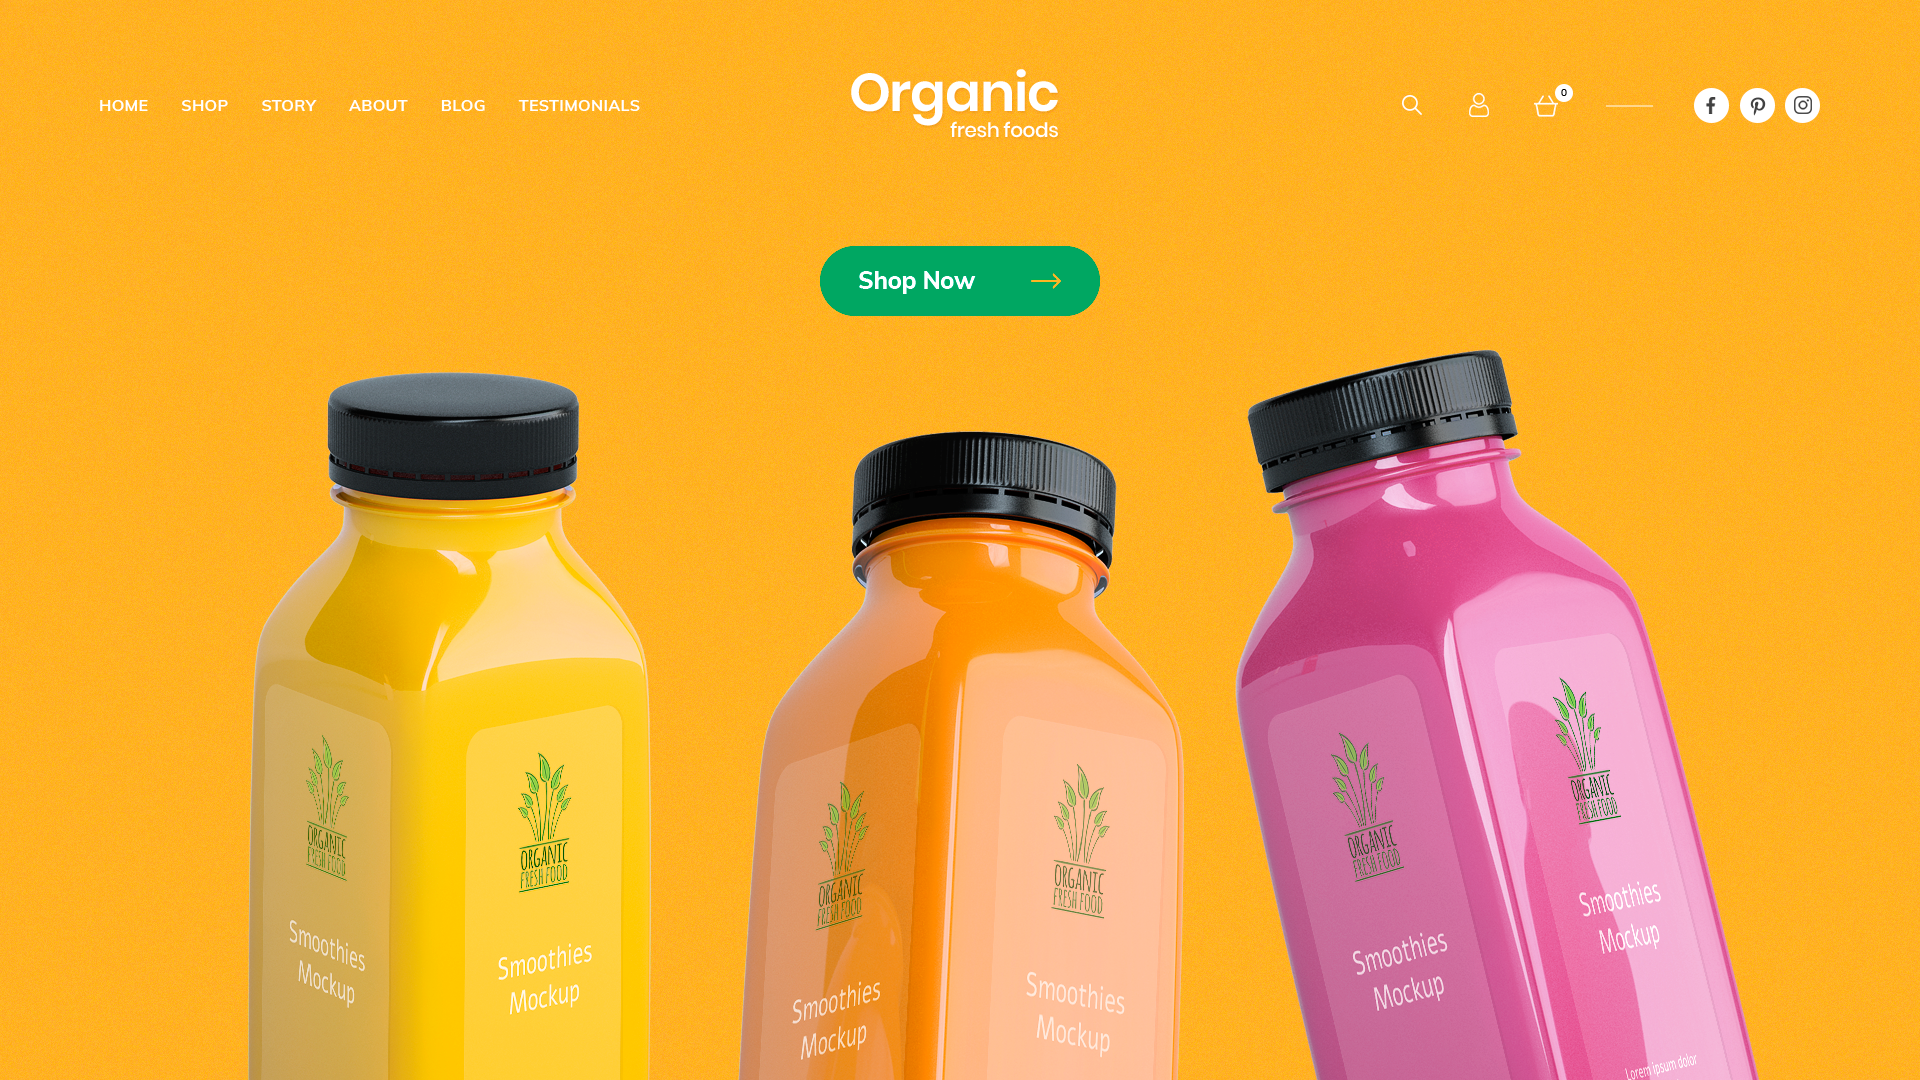 HOME SHOP STORY ABOUT BLOG TESTIMONIALS
Organic
fresh foods
0
Shop Now
ORGANIC
FRESH FOOD
Smoothies
Mockup
ORGANIC
FRESH FOOD
Smoothies
Mockup
ORGANIC
FRESH FOOD
Smoothies
Mockup
ORGANIC
FRESH FOOD
Smoothies
Mockup
ORGANIC
FRESH FOOD
Smoothies
Mockup
ORGANIC
FRESH FOOD
Smoothies
Mockup
Lorem ipsum dolor